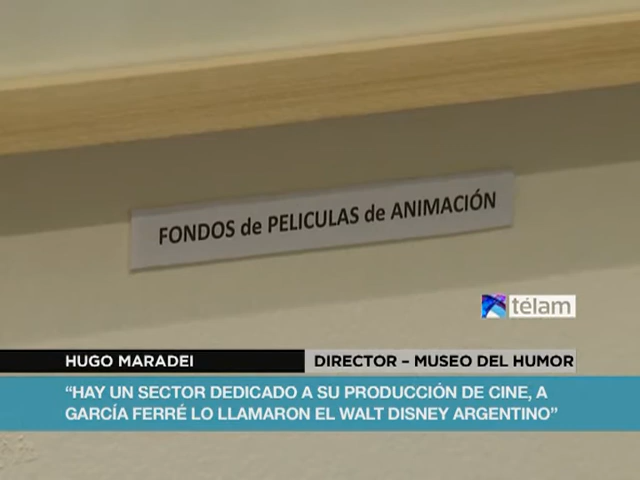 FONDOS de PELICULAS de ANIMACIÓN
télam
HUGO MARADEI
DIRECTOR – MUSEO DEL HUMOR
“HAY UN SECTOR DEDICADO A SU PRODUCCIÓN DE CINE, A
GARCÍA FERRÉ LO LLAMARON EL WALT DISNEY ARGENTINO”